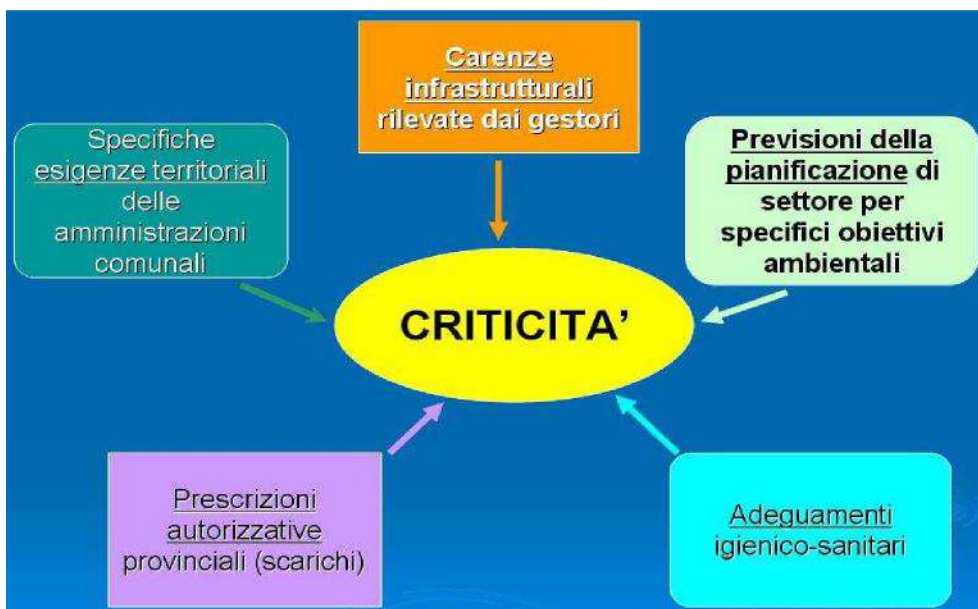 Carenze
infrastrutturali
rilevate dai gestori
Specifiche
esigenze territoriali
delle
amministrazioni
comunali
Previsioni della
pianificazione di
settore per
specifici obiettivi
ambientali
CRITICITA’
Prescrizioni
autorizzative
provinciali (scarichi)
Adeguamenti
igienico-sanitari